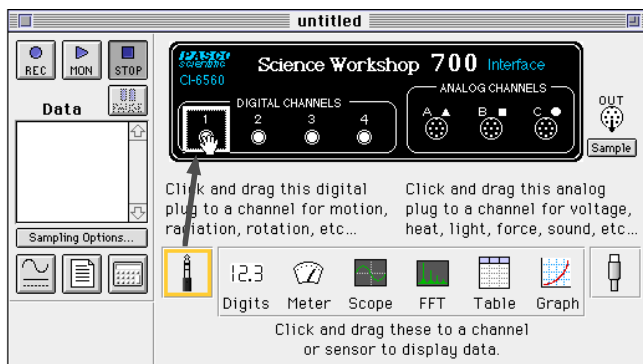 untitled
REC MON STOP
PAUSE
Data
Sampling Options...
PASCO
scientific
CI-6560
Science Workshop 700 Interface
DIGITAL CHANNELS
1 2 3 4
ANALOG CHANNELS
A B C
OUT
Sample
Click and drag this digital
plug to a channel for motion,
radiation, rotation, etc...
Click and drag this analog
plug to a channel for voltage,
heat, light, force, sound, etc...
12.3
Digits Meter Scope FFT Table Graph
Click and drag these to a channel
or sensor to display data.